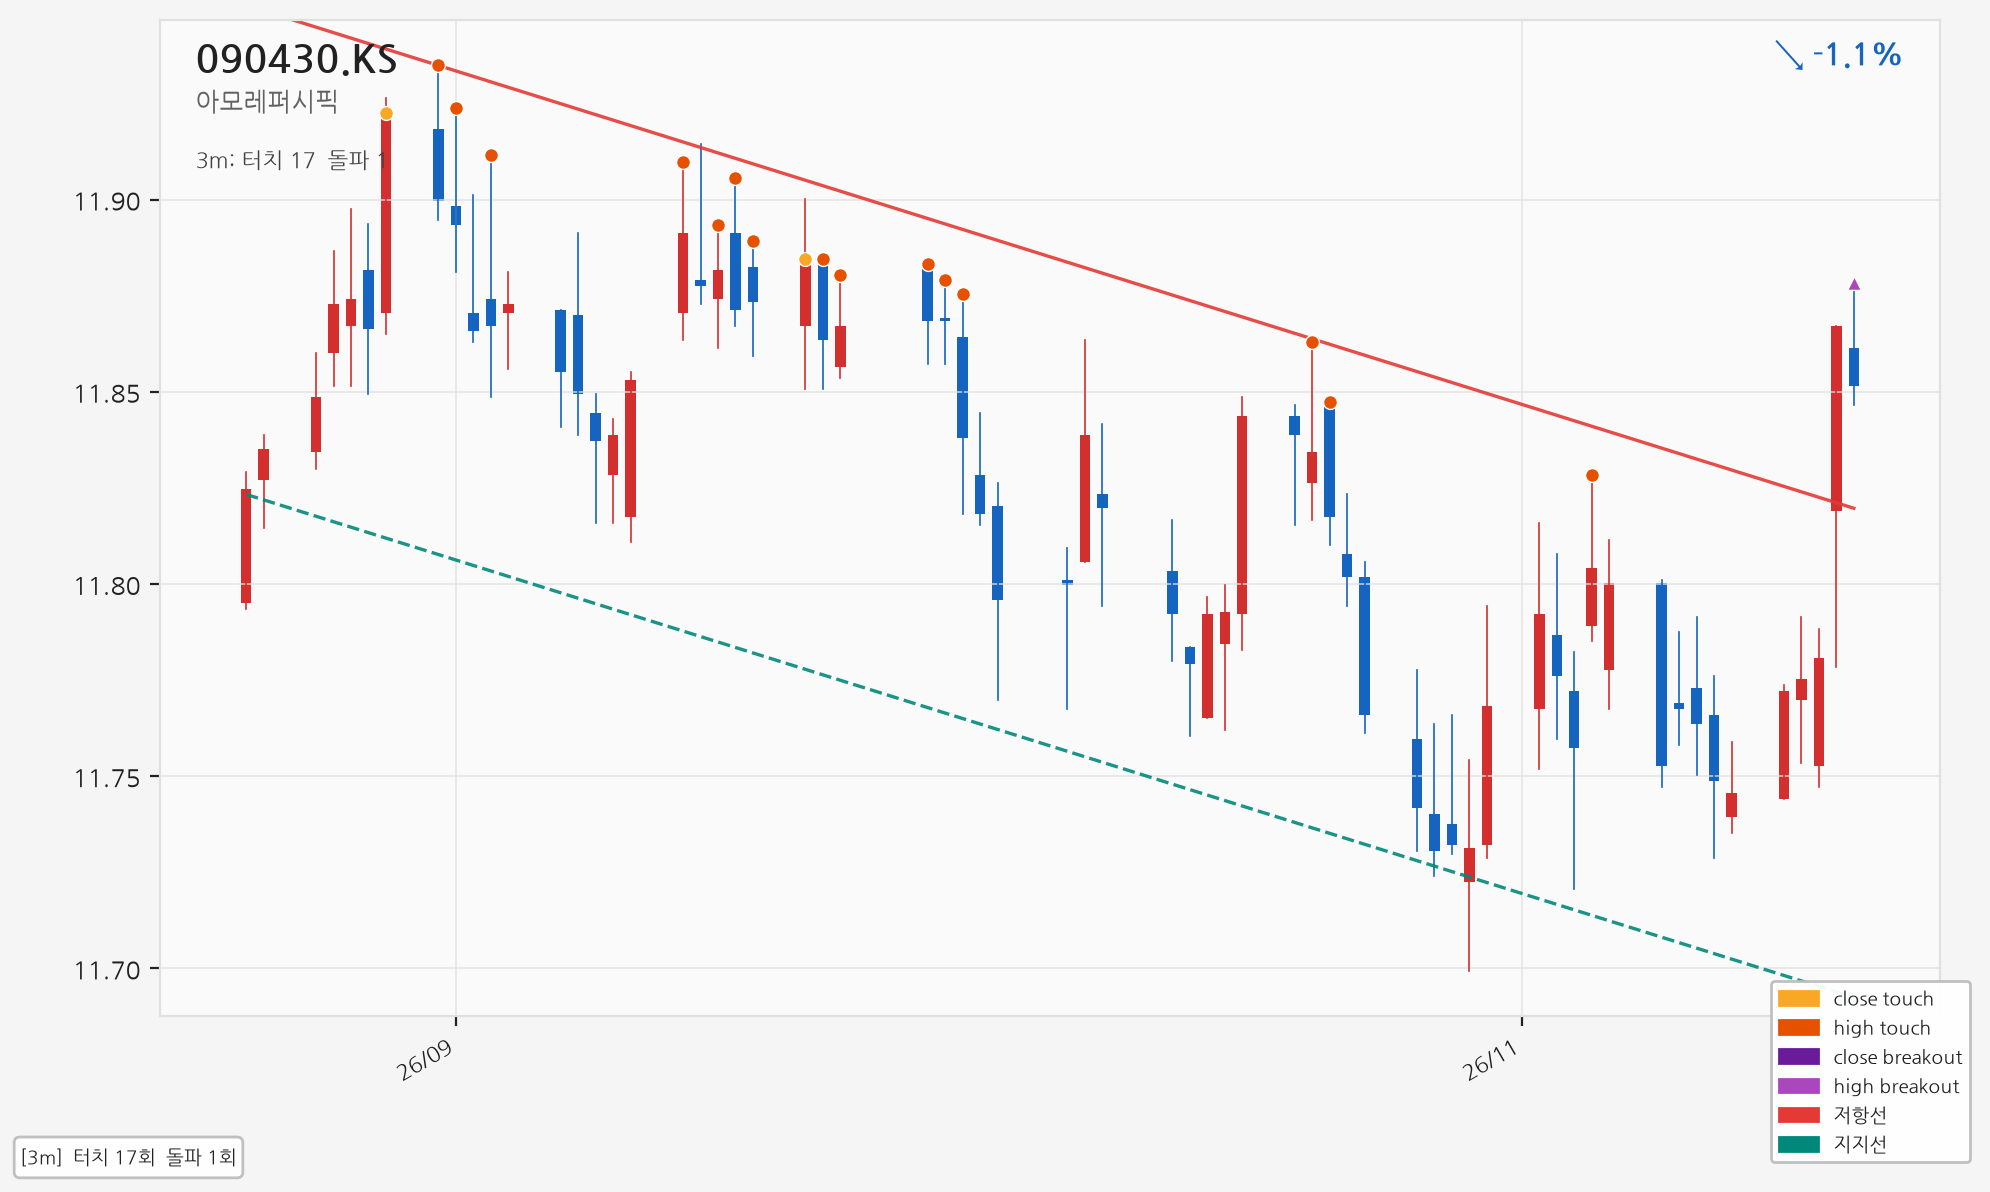 090430.KS
아모레퍼시픽
3m: 터치 17  돌파 1
-1.1%
11.90
11.85
11.80
11.75
11.70
26/09
26/11
close touch
high touch
close breakout
high breakout
저항선
지지선
[3m]  터치 17회  돌파 1회